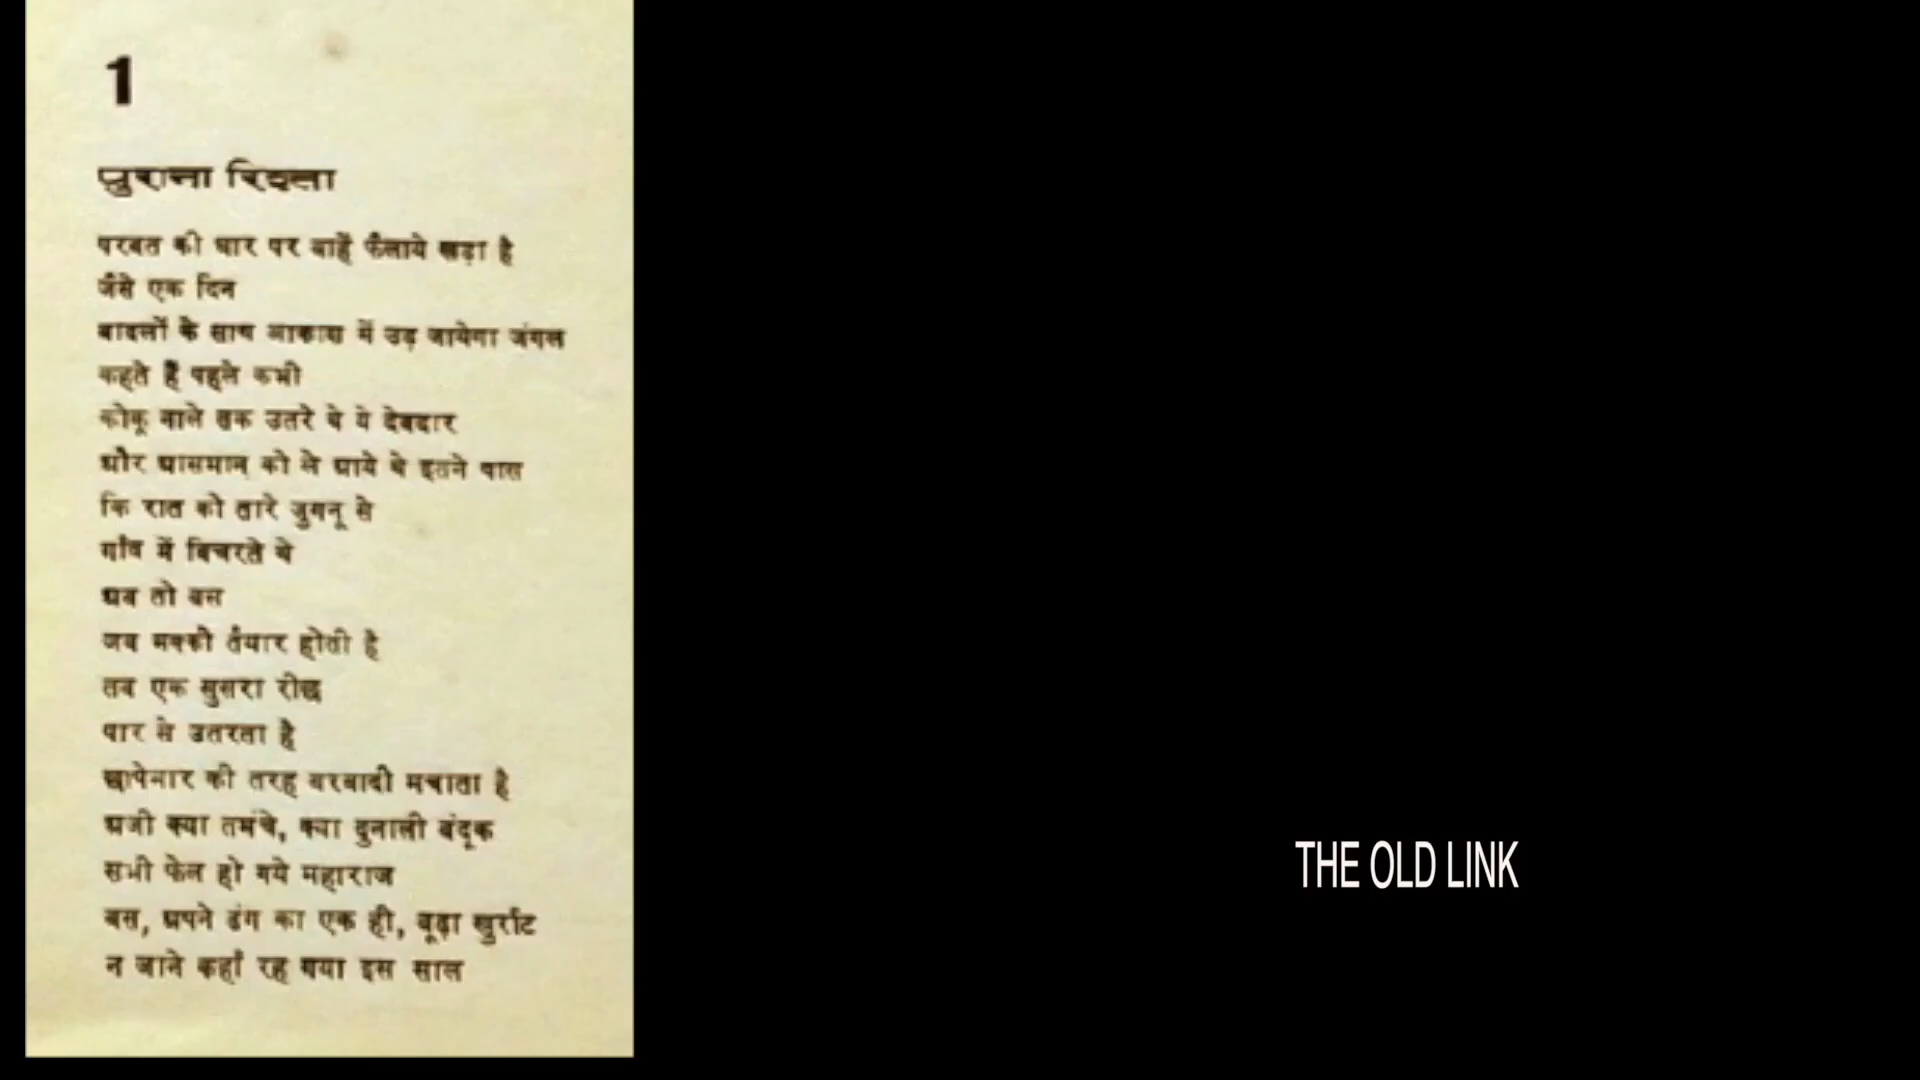 1
पुराना रिश्ता
परबत की धार पर बाहें फैलाये खड़ा है
जैसे एक दिन
बादलों के साथ आकाश में उड़ जायेगा जंगल
कहते हैं पहले कभी
कोकू नाले तक उतरे थे ये देवदार
और आसमान को ले आये थे इतने पास
कि रात को तारे जुगनू से
गाँव में बिचरते थे
अब तो बस
जब मक्की तैयार होती है
तब एक सुसरा रीछ
पार से उतरता है
छापेमार की तरह बरबादी मचाता है
अजी क्या तमंचे, क्या दुनाली बंदूक
सभी फेल हो गये महाराज
बस, अपने ढंग का एक ही, बूढ़ा खुर्राट
न जाने कहाँ रह गया इस साल
THE OLD LINK